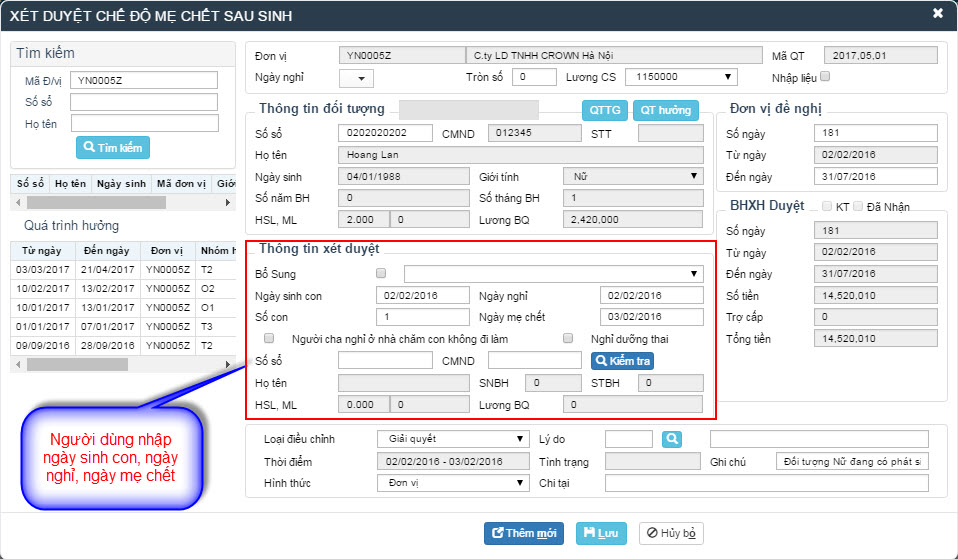 XÉT DUYỆT CHẾ ĐỘ MẸ CHẾT SAU SINH
Tìm kiếm
Mã Đ/vị YN0005Z
Số sổ
Họ tên
Tìm kiếm
Số sổ Họ tên Ngày sinh Mã đơn vị Giới
Quá trình hưởng
Từ ngày Đến ngày Đơn vị Nhóm h
03/03/2017 21/04/2017 YN0005Z T2
10/02/2017 13/02/2017 YN0005Z O2
10/01/2017 13/01/2017 YN0005Z O1
01/01/2017 07/01/2017 YN0005Z T3
09/09/2016 28/09/2016 YN0005Z T2
Người dùng nhập
ngày sinh con, ngày
nghỉ, ngày mẹ chết
Đơn vị YN0005Z C.ty LD TNHH CROWN Hà Nội Mã QT 2017,05,01
Ngày nghỉ Tròn số 0 Lương CS 1150000 Nhập liệu
Thông tin đối tượng QTTG QT hưởng
Số sổ 0202020202 CMND 012345 STT
Họ tên Hoang Lan
Ngày sinh 04/01/1988 Giới tính Nữ
Số năm BH 0 Số tháng BH 1
HSL, ML 2.000 0 Lương BQ 2,420,000
Đơn vị đề nghị
Số ngày 181
Từ ngày 02/02/2016
Đến ngày 31/07/2016
BHXH Duyệt KT Đã Nhận
Số ngày 181
Từ ngày 02/02/2016
Đến ngày 31/07/2016
Số tiền 14,520,010
Trợ cấp 0
Tổng tiền 14,520,010
Thông tin xét duyệt
Bổ Sung
Ngày sinh con 02/02/2016 Ngày nghỉ 02/02/2016
Số con 1 Ngày mẹ chết 03/02/2016
Người cha nghỉ ở nhà chăm con không đi làm Nghỉ dưỡng thai
Số sổ CMND Kiểm tra
Họ tên SNBH 0 STBH 0
HSL, ML 0.000 0 Lương BQ 0
Loại điều chỉnh Giải quyết Lý do
Thời điểm 02/02/2016 - 03/02/2016 Tình trạng Ghi chú Đối tượng Nữ đang có phát si
Hình thức Đơn vị Chi tại
Thêm mới Lưu Hủy bỏ